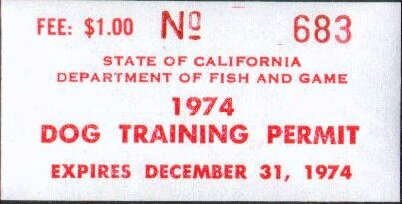 FEE: $1.00 Nº 683
STATE OF CALIFORNIA
DEPARTMENT OF FISH AND GAME
1974
DOG TRAINING PERMIT
EXPIRES DECEMBER 31, 1974